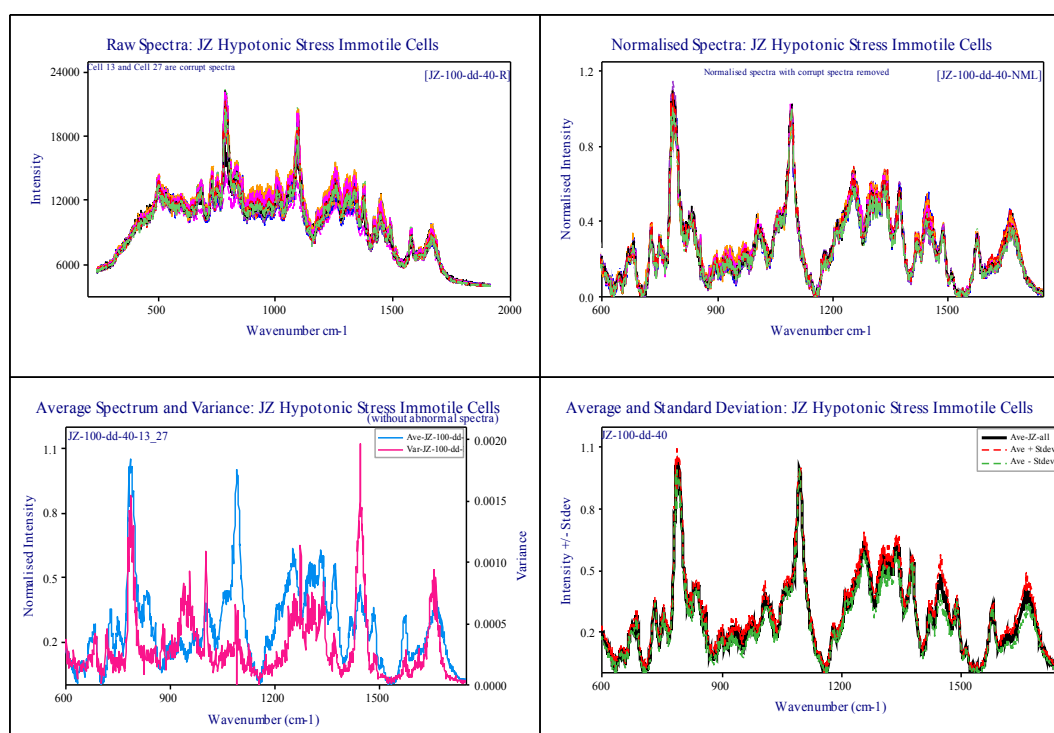 Raw Spectra: JZ Hypotonic Stress Immotile Cells
Cell 13 and Cell 27 are corrupt spectra
[JZ-100-dd-40-R]
24000
18000
12000
6000
Intensity
500
1000
1500
2000
Wavenumber cm-1
Normalised Spectra: JZ Hypotonic Stress Immotile Cells
Normalised spectra with corrupt spectra removed
[JZ-100-dd-40-NML]
1.2
0.8
0.4
0.0
Normalised Intensity
600
900
1200
1500
Wavenumber cm-1
Average Spectrum and Variance: JZ Hypotonic Stress Immotile Cells
(without abnormal spectra)
JZ-100-dd-40-13_27
Ave-JZ-100-dd-
Var-JZ-100-dd-
1.1
0.8
0.5
0.2
Normalised Intensity
0.0020
0.0015
0.0010
0.0005
0.0000
Variance
600
900
1200
1500
Wavenumber (cm-1)
Average and Standard Deviation: JZ Hypotonic Stress Immotile Cells
JZ-100-dd-40
Ave-JZ-all
Ave + Stdev
Ave - Stdev
1.1
0.8
0.5
0.2
Intensity +/- Stdev
600
900
1200
1500
Wavenumber (cm-1)